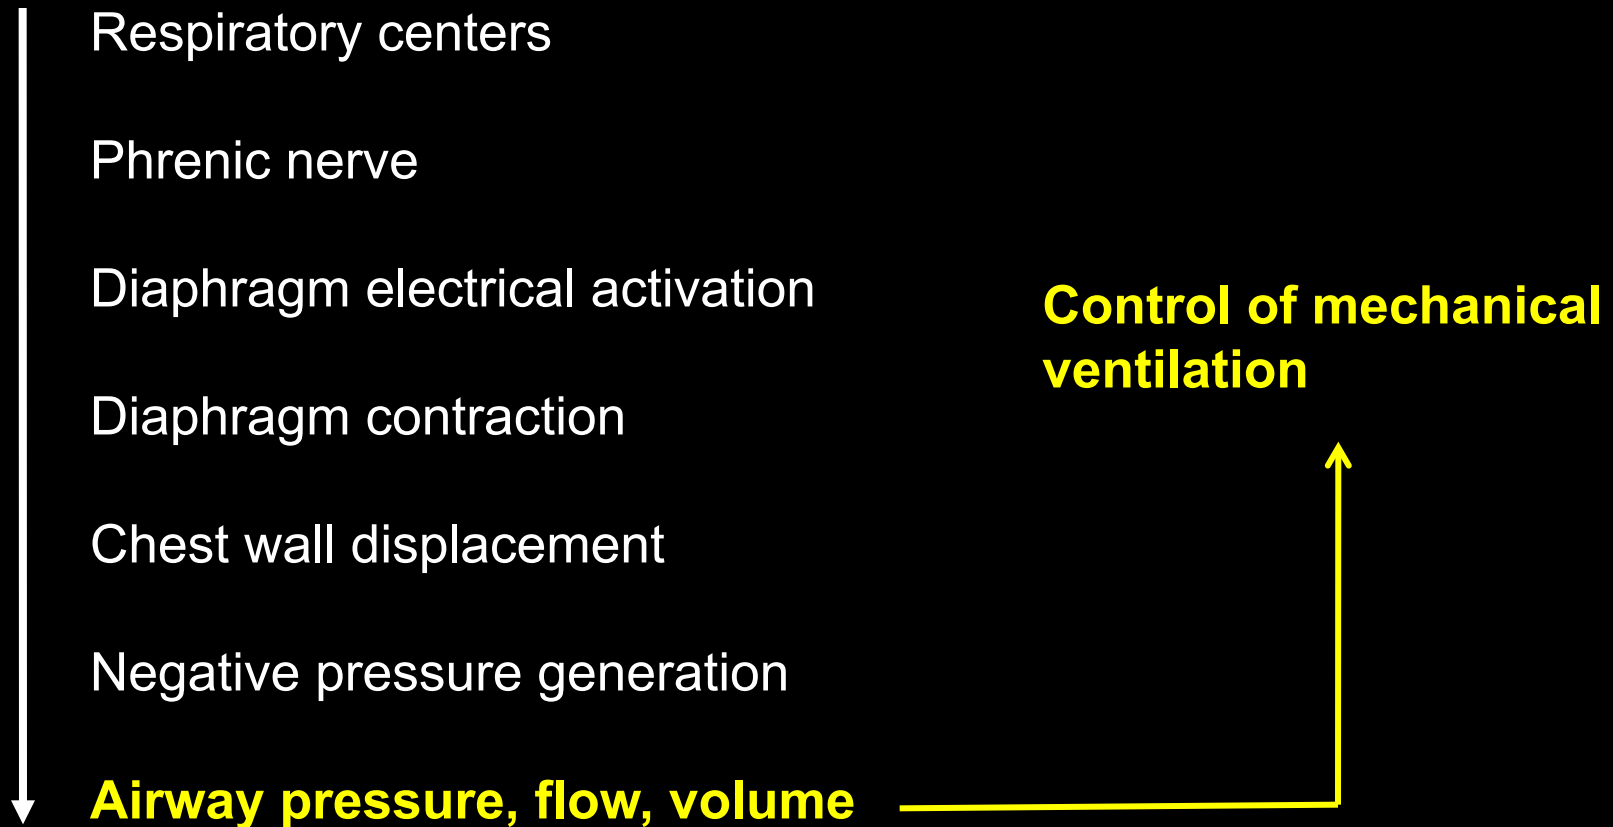 Respiratory centers
Phrenic nerve
Diaphragm electrical activation
Diaphragm contraction
Chest wall displacement
Negative pressure generation
Airway pressure, flow, volume
Control of mechanical
ventilation